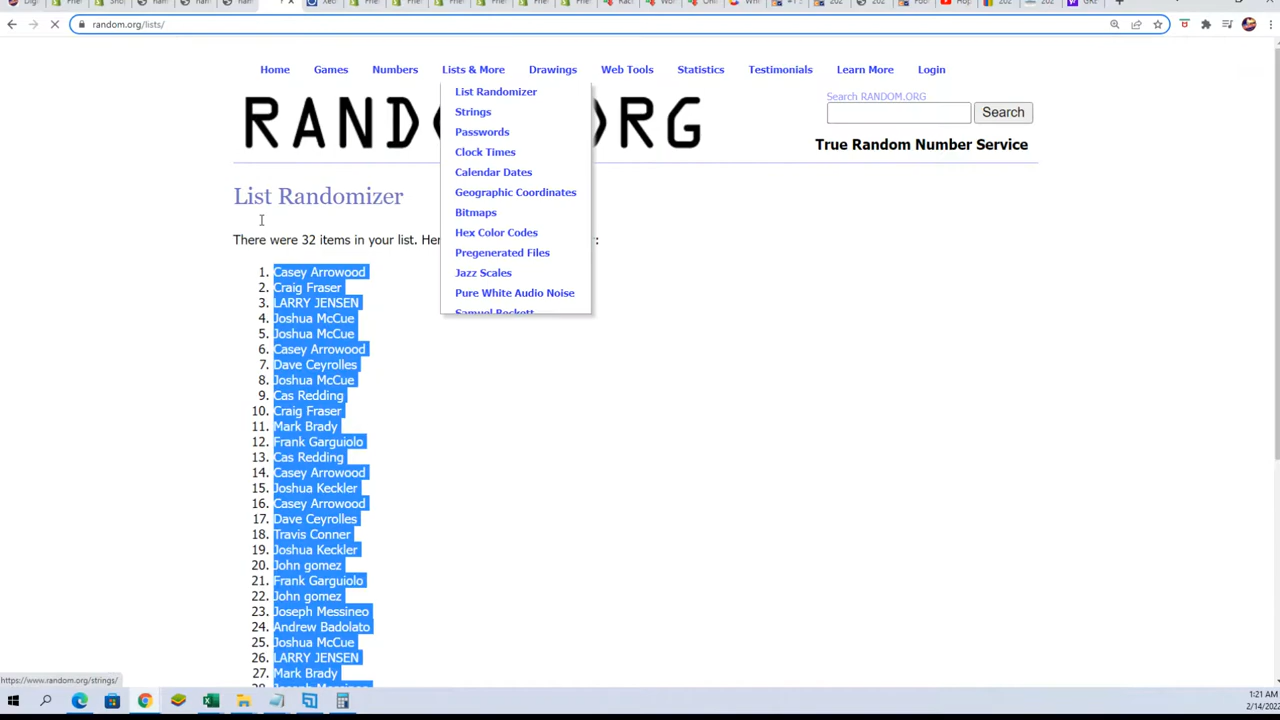 random.org/lists/
Home Games Numbers Lists & More Drawings Web Tools Statistics Testimonials Learn More Login
List Randomizer
Strings
Passwords
Clock Times
Calendar Dates
Geographic Coordinates
Bitmaps
Hex Color Codes
Pregenerated Files
Jazz Scales
Pure White Audio Noise
Samuel Beckett
Search RANDOM.ORG
Search
True Random Number Service
List Randomizer
There were 32 items in your list. Her
1. Casey Arrowood
2. Craig Fraser
3. LARRY JENSEN
4. Joshua McCue
5. Joshua McCue
6. Casey Arrowood
7. Dave Ceyrolles
8. Joshua McCue
9. Cas Redding
10. Craig Fraser
11. Mark Brady
12. Frank Garguiolo
13. Cas Redding
14. Casey Arrowood
15. Joshua Keckler
16. Casey Arrowood
17. Dave Ceyrolles
18. Travis Conner
19. Joshua Keckler
20. John gomez
21. Frank Garguiolo
22. John gomez
23. Joseph Messineo
24. Andrew Badolato
25. Joshua McCue
26. LARRY JENSEN
27. Mark Brady
https://www.random.org/strings/
1:21 AM
2/14/2022